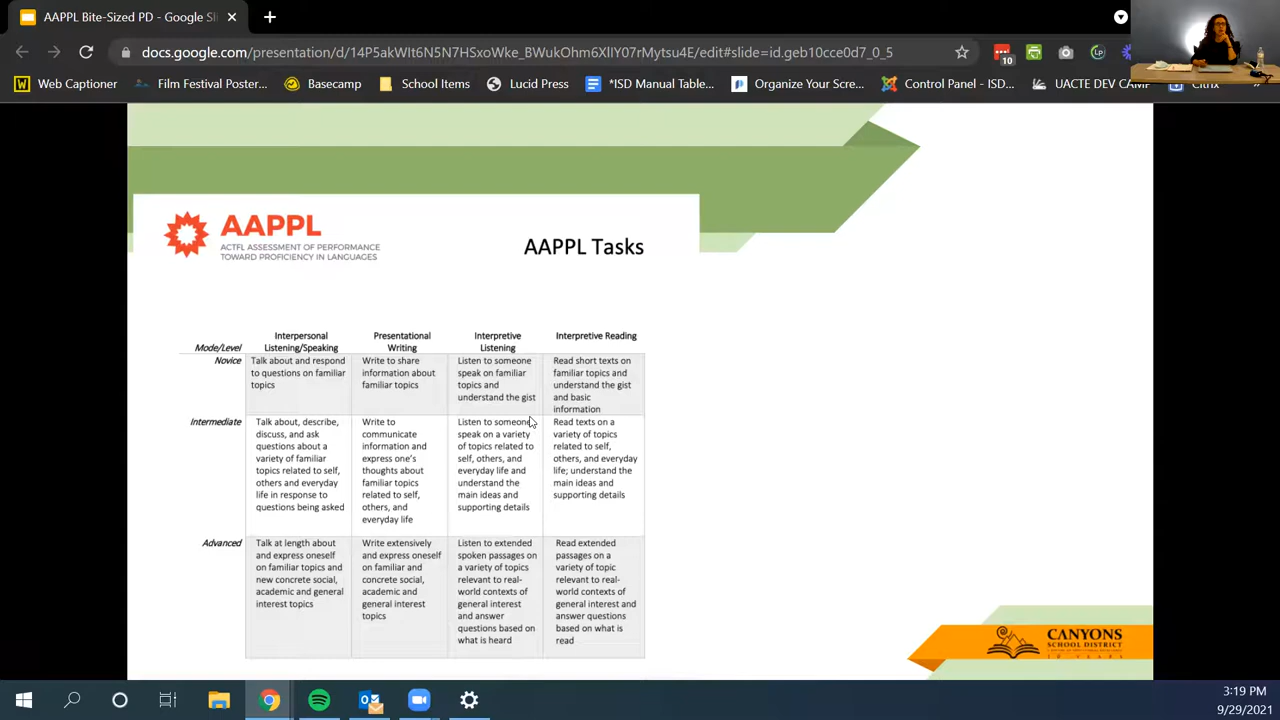 AAPPL Bite-Sized PD - Google Sli
docs.google.com/presentation/d/14P5akWIt6N5N7HSxoWke_BWukOhm6XlIY07rMytsu4E/edit#slide=id.geb10cce0d7_0_5
10
Web Captioner
Film Festival Poster...
Basecamp
School Items
Lucid Press
*ISD Manual Table...
Organize Your Scre...
Control Panel - ISD...
UACTE DEV CAMP
Citrix
AAPPL
ACTFL ASSESSMENT OF PERFORMANCE
TOWARD PROFICIENCY IN LANGUAGES
AAPPL Tasks
Mode/Level
Interpersonal
Listening/Speaking
Presentational
Writing
Interpretive
Listening
Interpretive Reading
Novice
Talk about and respond
to questions on familiar
topics
Write to share
information about
familiar topics
Listen to someone
speak on familiar
topics and
understand the gist
Read short texts on
familiar topics and
understand the gist
and basic
information
Intermediate
Talk about, describe,
discuss, and ask
questions about a
variety of familiar
topics related to self,
others and everyday
life in response to
questions being asked
Write to
communicate
information and
express one's
thoughts about
familiar topics
related to self,
others, and
everyday life
Listen to someone
speak on a variety
of topics related to
self, others, and
everyday life and
understand the
main ideas and
supporting details
Read texts on a
variety of topics
related to self,
others, and everyday
life; understand the
main ideas and
supporting details
Advanced
Talk at length about
and express oneself
on familiar topics and
new concrete social,
academic and general
interest topics
Write extensively
and express oneself
on familiar and
concrete social,
academic and
general interest
topics
Listen to extended
spoken passages on
a variety of topics
relevant to real-
world contexts of
general interest
and answer
questions based on
what is heard
Read extended
passages on a
variety of topic
relevant to real-
world contexts of
general interest and
answer questions
based on what is
read
CANYONS
SCHOOL DISTRICT
3:19 PM
9/29/2021